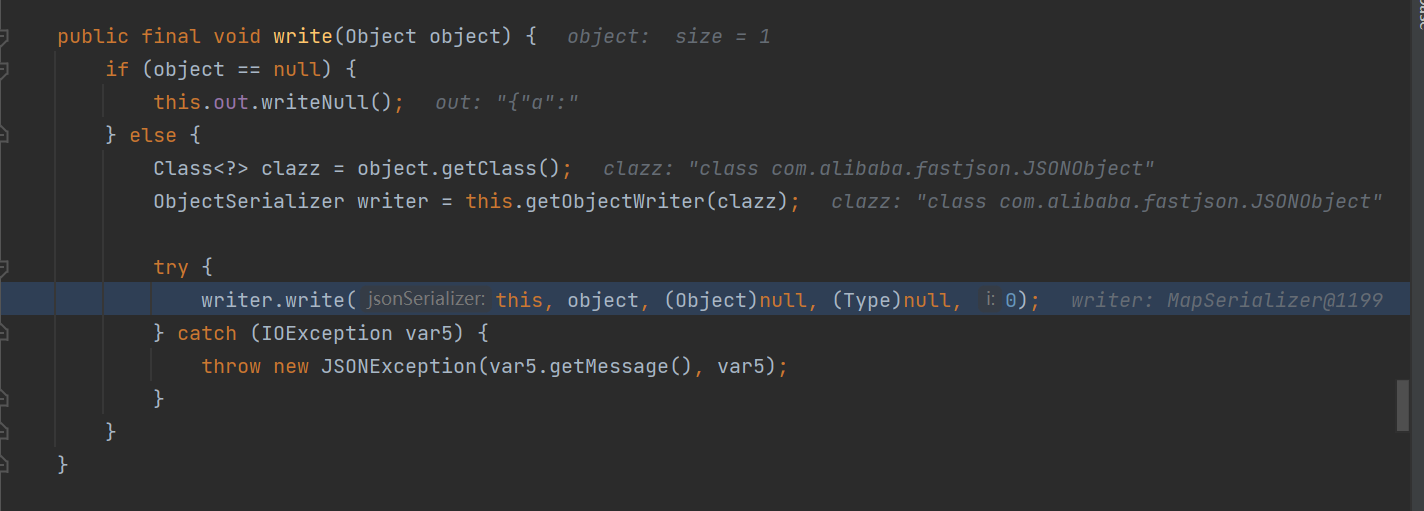 public final void write(Object object) {  object:  size = 1
if (object == null) {
this.out.writeNull();  out: "{"a":"
} else {
Class<?> clazz = object.getClass();  clazz: "class com.alibaba.fastjson.JSONObject"
ObjectSerializer writer = this.getObjectWriter(clazz);  clazz: "class com.alibaba.fastjson.JSONObject"
try {
writer.write( jsonSerializer: this, object, (Object)null, (Type)null, i: 0);  writer: MapSerializer@1199
} catch (IOException var5) {
throw new JSONException(var5.getMessage(), var5);
}
}
}